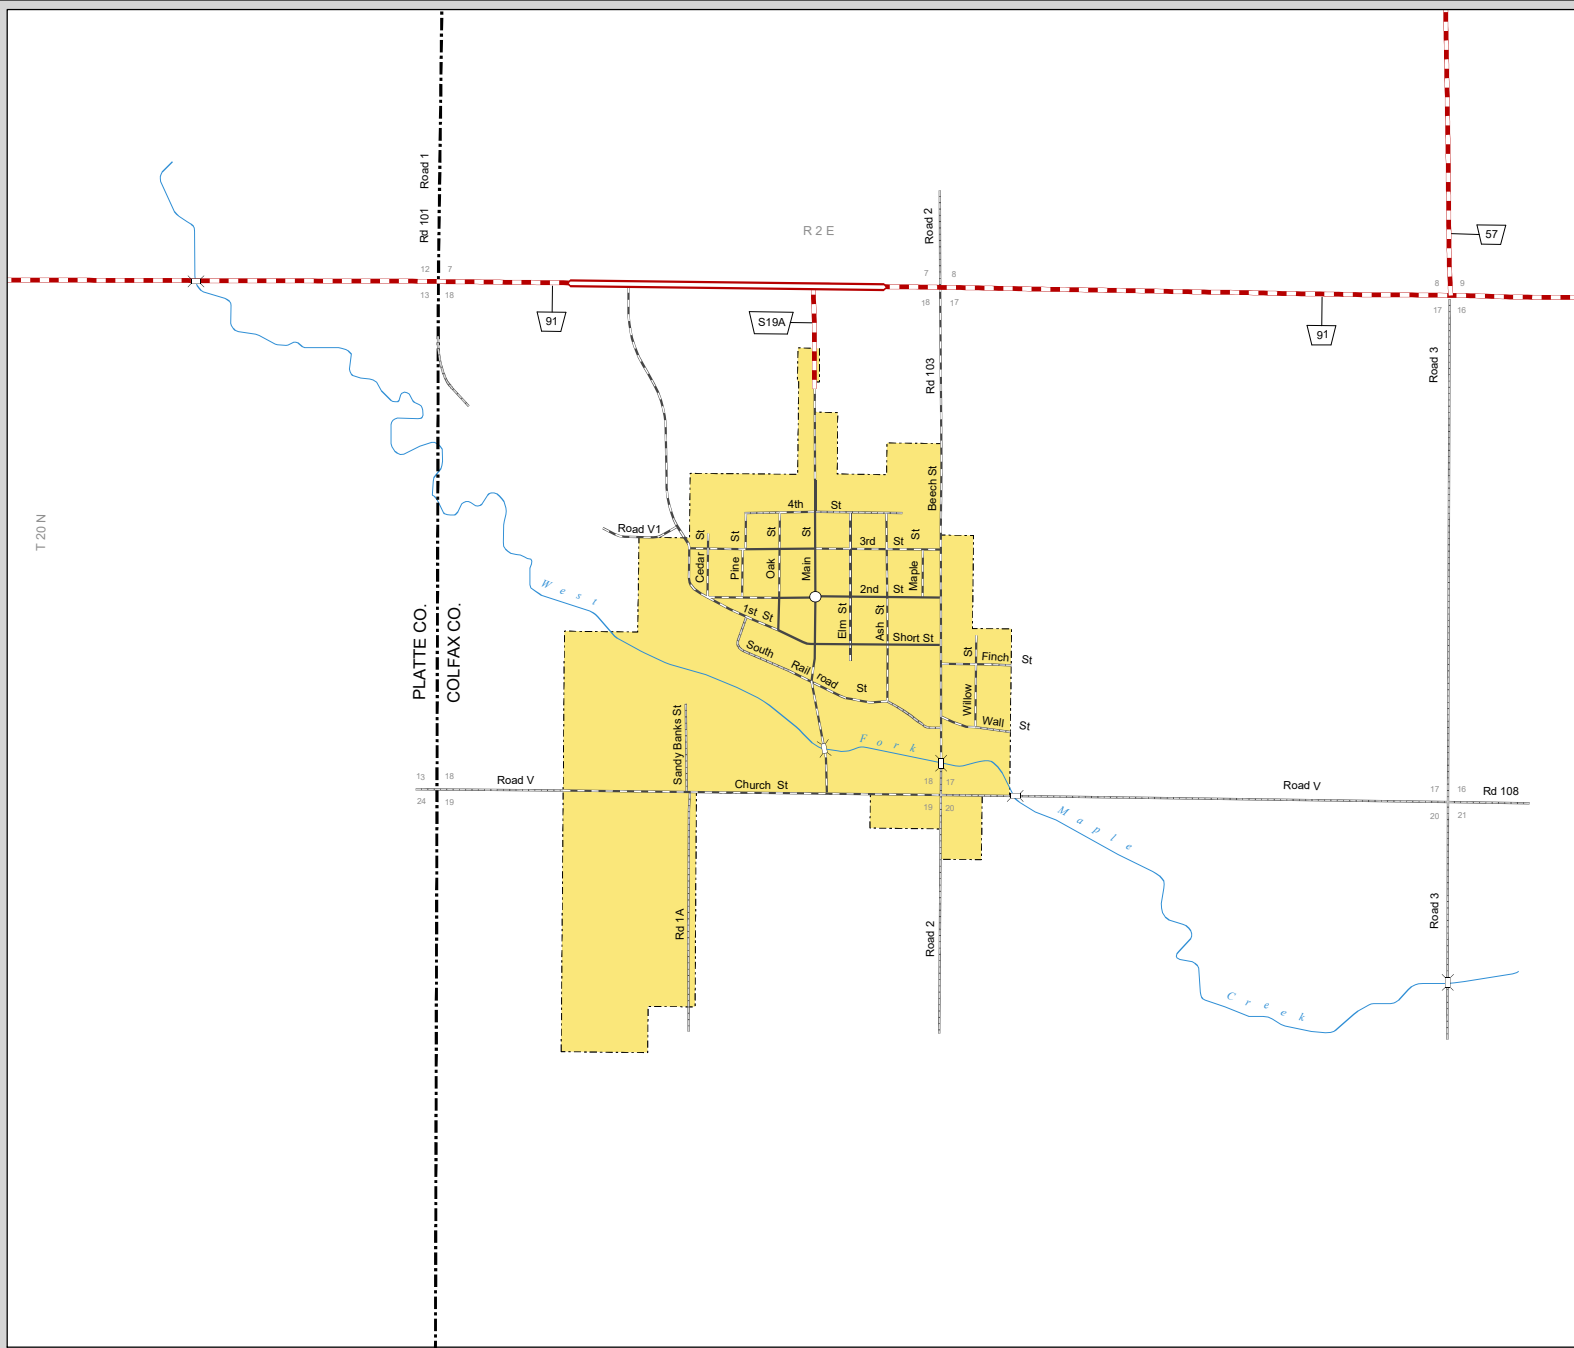 Road 1
Rd 101
R 2 E
Road 2
57
12 7
13 18
7 8
18 17
8 9
17 16
91
S19A
91
Rd 103
Road 3
T 20 N
Beech St
4th St
Road V1
Cedar St
Pine St
Oak St
Main St
3rd St
Maple St
2nd St
1st St
Elm St
Ash St
Short St
West
PLATTE CO.
COLFAX CO.
South Rail road St
Finch St
Willow St
Wall St
Sandy Banks St
Fork
13 18
24 19
Road V
Church St
18 17
19 20
Road V
17 16
20 21
Rd 108
Maple
Rd 1A
Road 2
Road 3
Creek